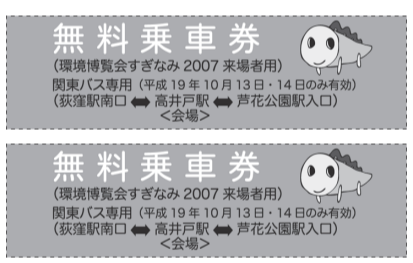 無料乗車券
(環境博覧会すぎなみ2007来場者用)
関東バス専用(平成19年10月13日・14日のみ有効)
(荻窪駅南口 ⬌ 高井戸駅 ⬌ 芦花公園駅入口)
<会場>
無料乗車券
(環境博覧会すぎなみ2007来場者用)
関東バス専用(平成19年10月13日・14日のみ有効)
(荻窪駅南口 ⬌ 高井戸駅 ⬌ 芦花公園駅入口)
<会場>